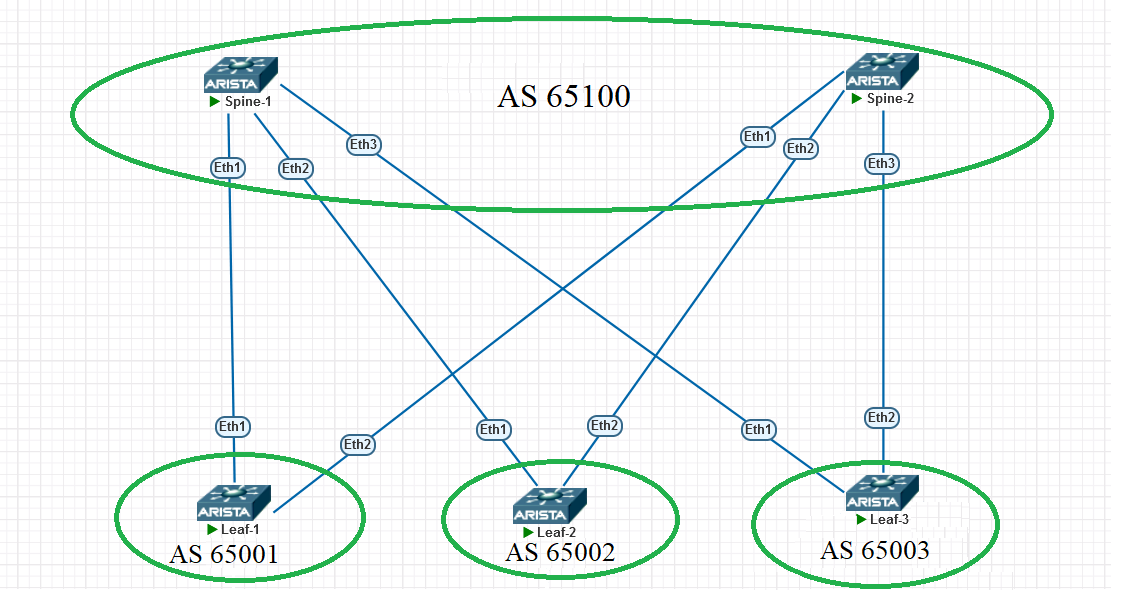 ARISTA
Spine-1
AS 65100
ARISTA
Spine-2
Eth1
Eth2
Eth3
Eth1
Eth2
Eth3
Eth1
Eth2
Eth1
Eth2
Eth1
Eth2
ARISTA
Leaf-1
AS 65001
ARISTA
Leaf-2
AS 65002
ARISTA
Leaf-3
AS 65003